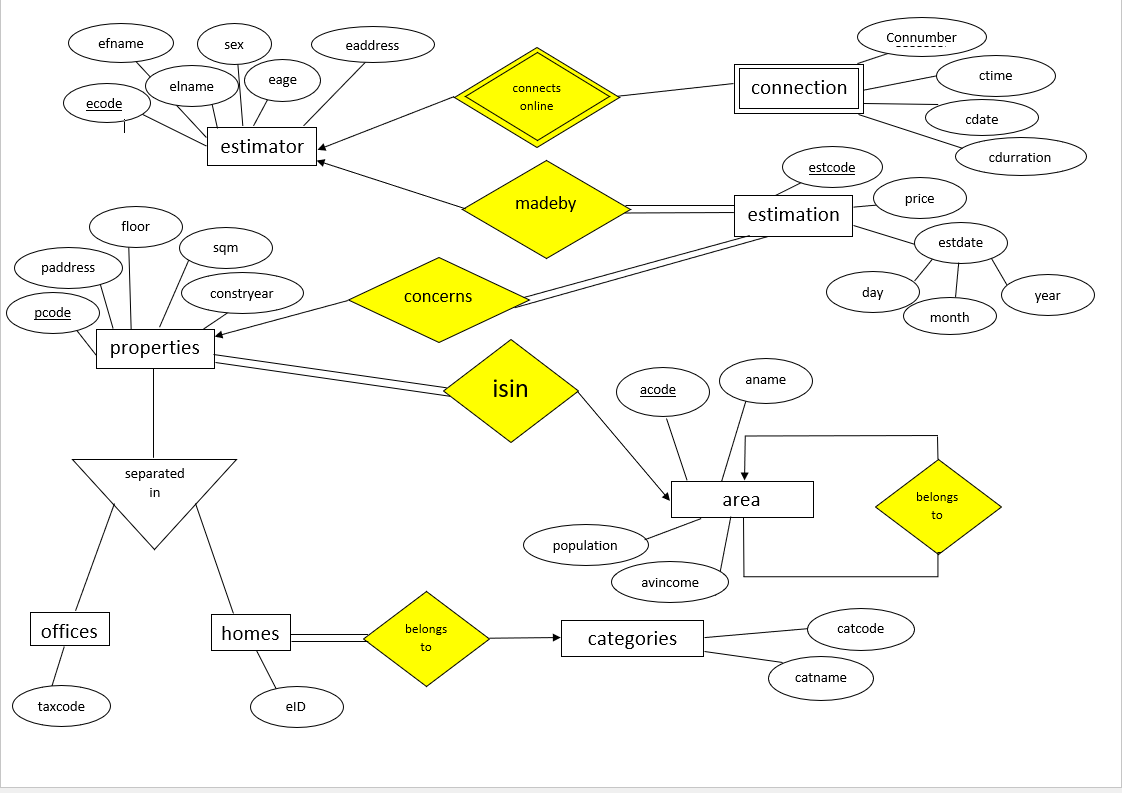 efname
sex
eaddress
elname
eage
ecode
estimator
connects
online
connection
Connumber
ctime
cdate
cdurration
madeby
estcode
estimation
price
estdate
day
month
year
floor
sqm
paddress
constryear
pcode
properties
concerns
isin
acode
aname
area
belongs
to
population
avincome
separated
in
offices
homes
belongs
to
categories
catcode
catname
taxcode
eID